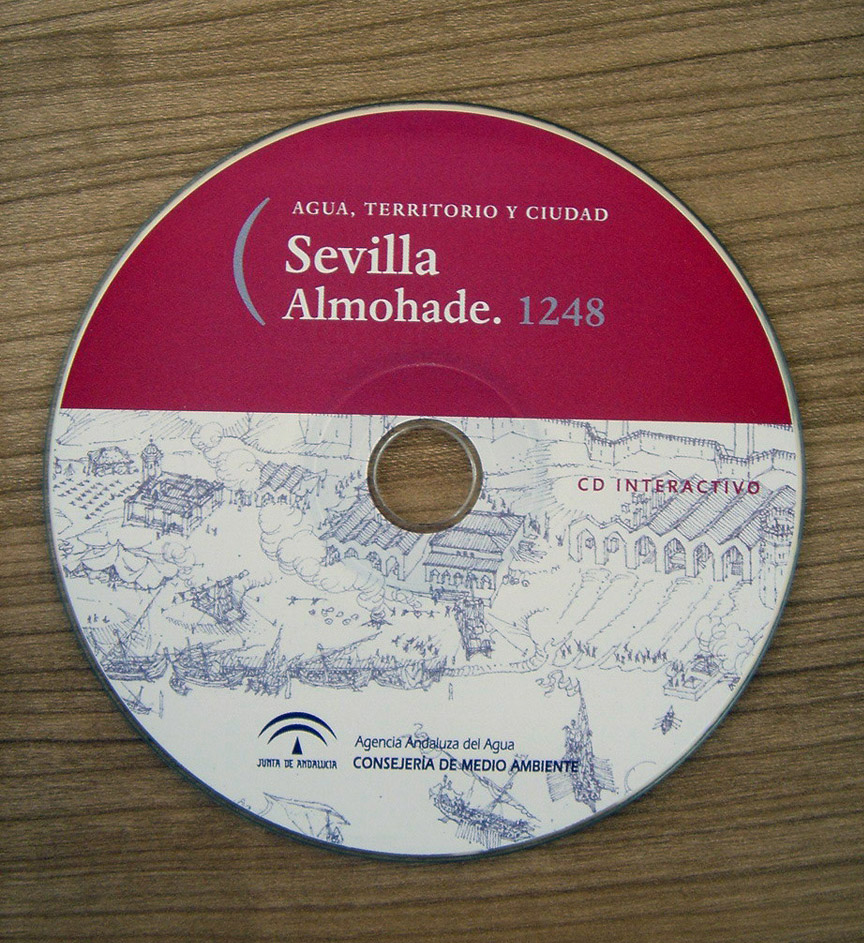 AGUA, TERRITORIO Y CIUDAD
Sevilla
Almohade. 1248
CD INTERACTIVO
JUNTA DE ANDALUCIA
Agencia Andaluza del Agua
CONSEJERÍA DE MEDIO AMBIENTE